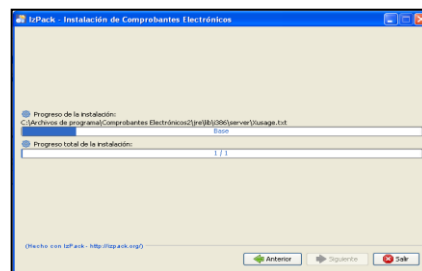 IzPack - Instalación de Comprobantes Electrónicos
Progreso de la instalación:
C:\Archivos de programa\Comprobantes Electrónicos2\jre\lib\i386\server\Xusage.txt
Base
Progreso total de la instalación:
1 / 1
(Hecho con IzPack - http://izpack.org/)
Anterior Siguiente Salir